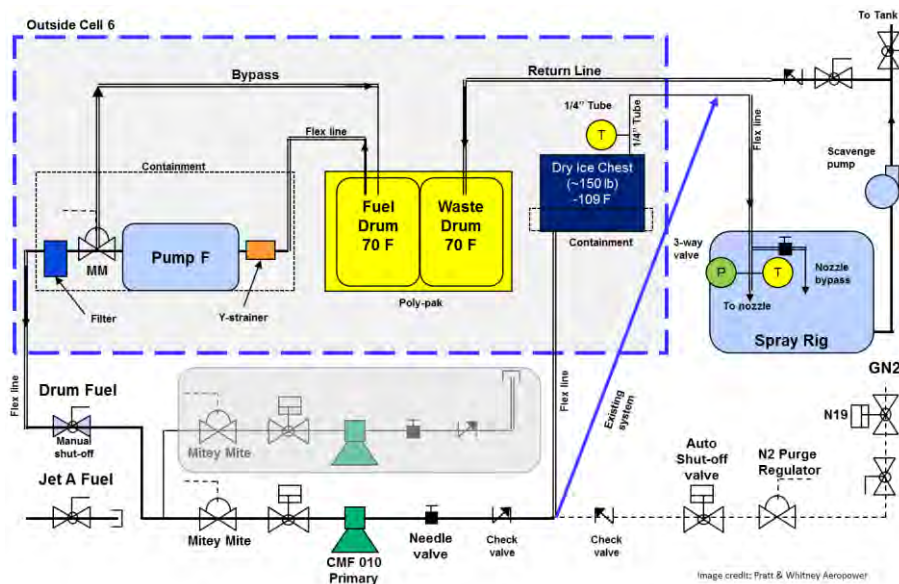 Outside Cell 6
To Tank
Bypass
Return Line
1/4" Tube
1/4" Tube
Flex line
T
Flex line
Containment
Scavenge
pump
Dry Ice Chest
(~150 lb)
-109 F
Fuel
Drum
70 F
Waste
Drum
70 F
Containment
3-way
valve
Pump F
MM
P
T
Nozzle
bypass
To nozzle
Filter
Y-strainer
Poly-pak
Spray Rig
GN2
Flex line
Drum Fuel
Manual
shut-off
Flex line
Existing
system
N19
Auto
Shut-off
valve
N2 Purge
Regulator
Mitey Mite
Jet A Fuel
Mitey Mite
CMF 010
Primary
Needle
valve
Check
valve
Check
valve
Image credit: Pratt & Whitney Aeropower